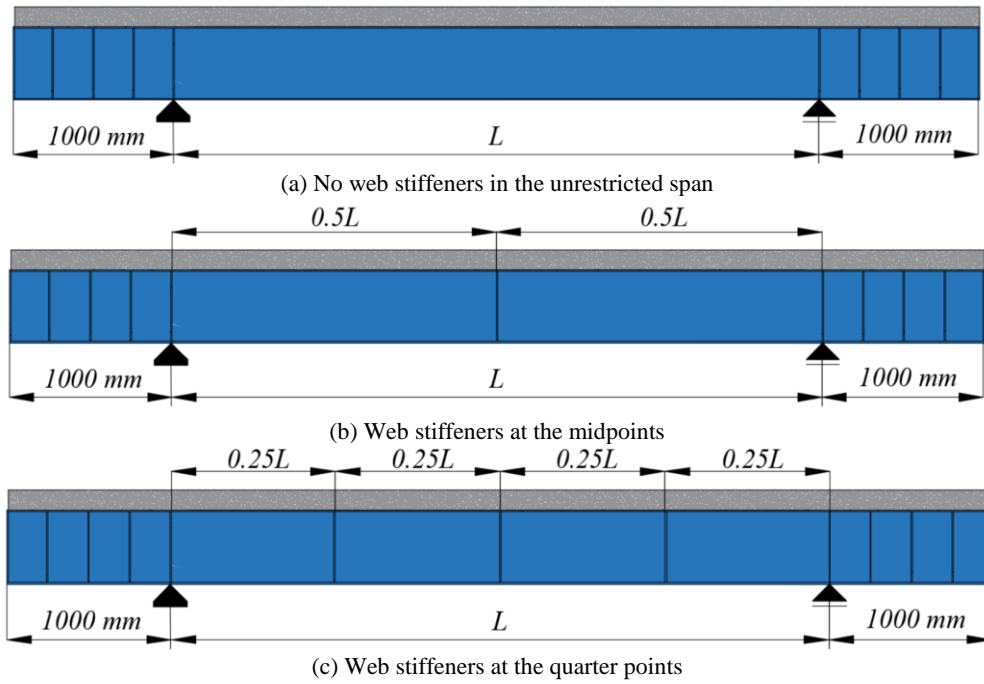 1000 mm L 1000 mm
(a) No web stiffeners in the unrestricted span
0.5L 0.5L
1000 mm L 1000 mm
(b) Web stiffeners at the midpoints
0.25L 0.25L 0.25L 0.25L
1000 mm L 1000 mm
(c) Web stiffeners at the quarter points